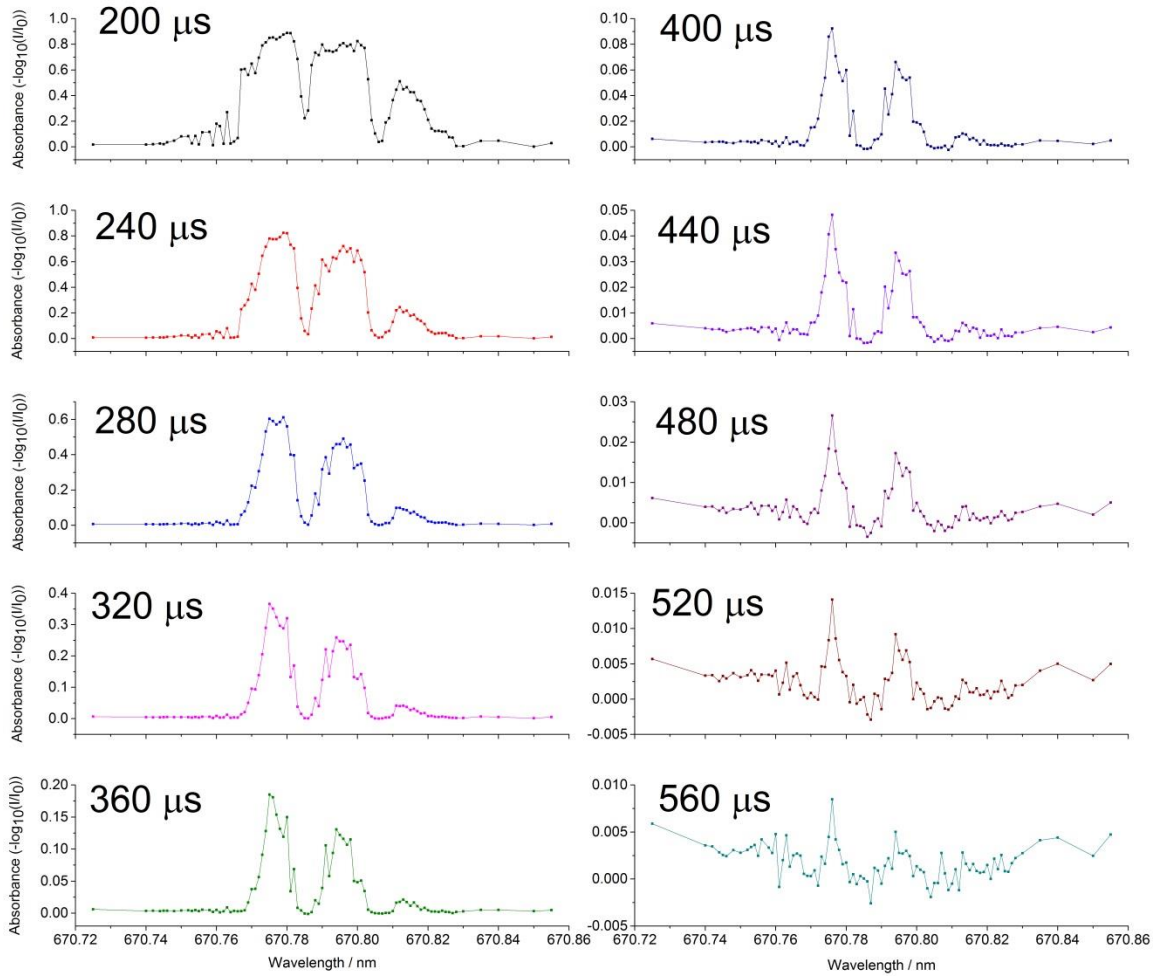 200 μs
400 μs
Absorbance (-log10(I/I0))
1.0
0.8
0.6
0.4
0.2
0.0
0.10
0.08
0.06
0.04
0.02
0.00
240 μs
440 μs
Absorbance (-log10(I/I0))
1.0
0.8
0.6
0.4
0.2
0.0
0.05
0.04
0.03
0.02
0.01
0.00
280 μs
480 μs
Absorbance (-log10(I/I0))
0.6
0.4
0.2
0.0
0.03
0.02
0.01
0.00
320 μs
520 μs
Absorbance (-log10(I/I0))
0.4
0.3
0.2
0.1
0.0
0.015
0.010
0.005
0.000
-0.005
360 μs
560 μs
Absorbance (-log10(I/I0))
0.20
0.15
0.10
0.05
0.00
0.010
0.005
0.000
-0.005
670.72 670.74 670.76 670.78 670.80 670.82 670.84 670.86
670.72 670.74 670.76 670.78 670.80 670.82 670.84 670.86
Wavelength / nm
Wavelength / nm